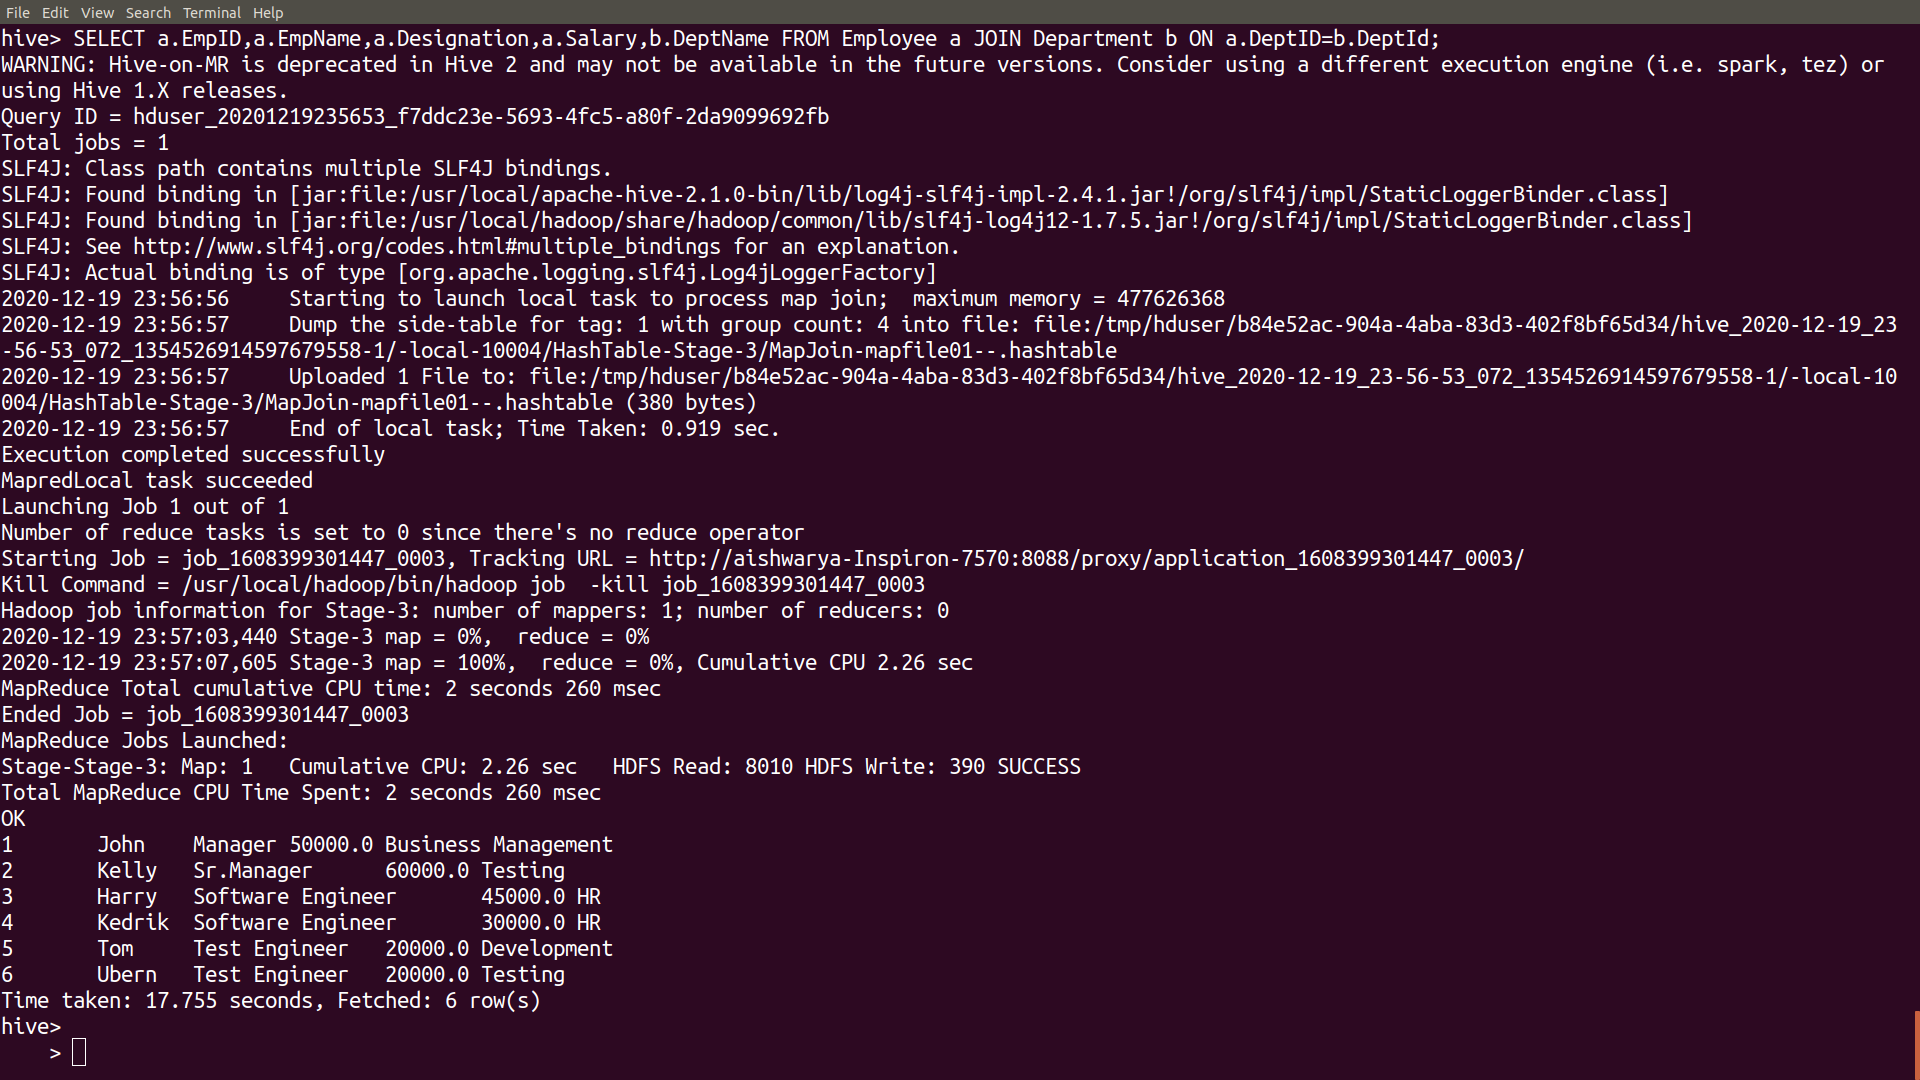 File Edit View Search Terminal Help
hive> SELECT a.EmpID,a.EmpName,a.Designation,a.Salary,b.DeptName FROM Employee a JOIN Department b ON a.DeptID=b.DeptId;
WARNING: Hive-on-MR is deprecated in Hive 2 and may not be available in the future versions. Consider using a different execution engine (i.e. spark, tez) or
using Hive 1.X releases.
Query ID = hduser_20201219235653_f7ddc23e-5693-4fc5-a80f-2da9099692fb
Total jobs = 1
SLF4J: Class path contains multiple SLF4J bindings.
SLF4J: Found binding in [jar:file:/usr/local/apache-hive-2.1.0-bin/lib/log4j-slf4j-impl-2.4.1.jar!/org/slf4j/impl/StaticLoggerBinder.class]
SLF4J: Found binding in [jar:file:/usr/local/hadoop/share/hadoop/common/lib/slf4j-log4j12-1.7.5.jar!/org/slf4j/impl/StaticLoggerBinder.class]
SLF4J: See http://www.slf4j.org/codes.html#multiple_bindings for an explanation.
SLF4J: Actual binding is of type [org.apache.logging.slf4j.Log4jLoggerFactory]
2020-12-19 23:56:56     Starting to launch local task to process map join;  maximum memory = 477626368
2020-12-19 23:56:57     Dump the side-table for tag: 1 with group count: 4 into file: file:/tmp/hduser/b84e52ac-904a-4aba-83d3-402f8bf65d34/hive_2020-12-19_23
-56-53_072_1354526914597679558-1/-local-10004/HashTable-Stage-3/MapJoin-mapfile01--.hashtable
2020-12-19 23:56:57     Uploaded 1 File to: file:/tmp/hduser/b84e52ac-904a-4aba-83d3-402f8bf65d34/hive_2020-12-19_23-56-53_072_1354526914597679558-1/-local-10
004/HashTable-Stage-3/MapJoin-mapfile01--.hashtable (380 bytes)
2020-12-19 23:56:57     End of local task; Time Taken: 0.919 sec.
Execution completed successfully
MapredLocal task succeeded
Launching Job 1 out of 1
Number of reduce tasks is set to 0 since there's no reduce operator
Starting Job = job_1608399301447_0003, Tracking URL = http://aishwarya-Inspiron-7570:8088/proxy/application_1608399301447_0003/
Kill Command = /usr/local/hadoop/bin/hadoop job  -kill job_1608399301447_0003
Hadoop job information for Stage-3: number of mappers: 1; number of reducers: 0
2020-12-19 23:57:03,440 Stage-3 map = 0%,  reduce = 0%
2020-12-19 23:57:07,605 Stage-3 map = 100%,  reduce = 0%, Cumulative CPU 2.26 sec
MapReduce Total cumulative CPU time: 2 seconds 260 msec
Ended Job = job_1608399301447_0003
MapReduce Jobs Launched:
Stage-Stage-3: Map: 1   Cumulative CPU: 2.26 sec   HDFS Read: 8010 HDFS Write: 390 SUCCESS
Total MapReduce CPU Time Spent: 2 seconds 260 msec
OK
1       John    Manager 50000.0 Business Management
2       Kelly   Sr.Manager      60000.0 Testing
3       Harry   Software Engineer       45000.0 HR
4       Kedrik  Software Engineer       30000.0 HR
5       Tom     Test Engineer   20000.0 Development
6       Ubern   Test Engineer   20000.0 Testing
Time taken: 17.755 seconds, Fetched: 6 row(s)
hive>
    >